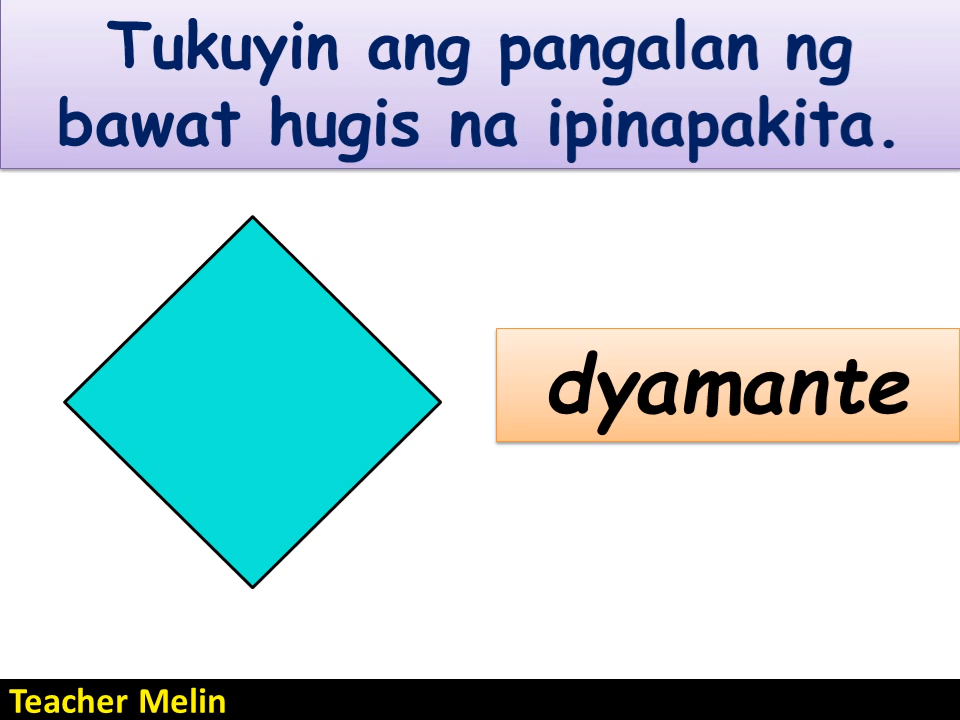 Tukuyin ang pangalan ng
bawat hugis na ipinapakita.
dyamante
Teacher Melin